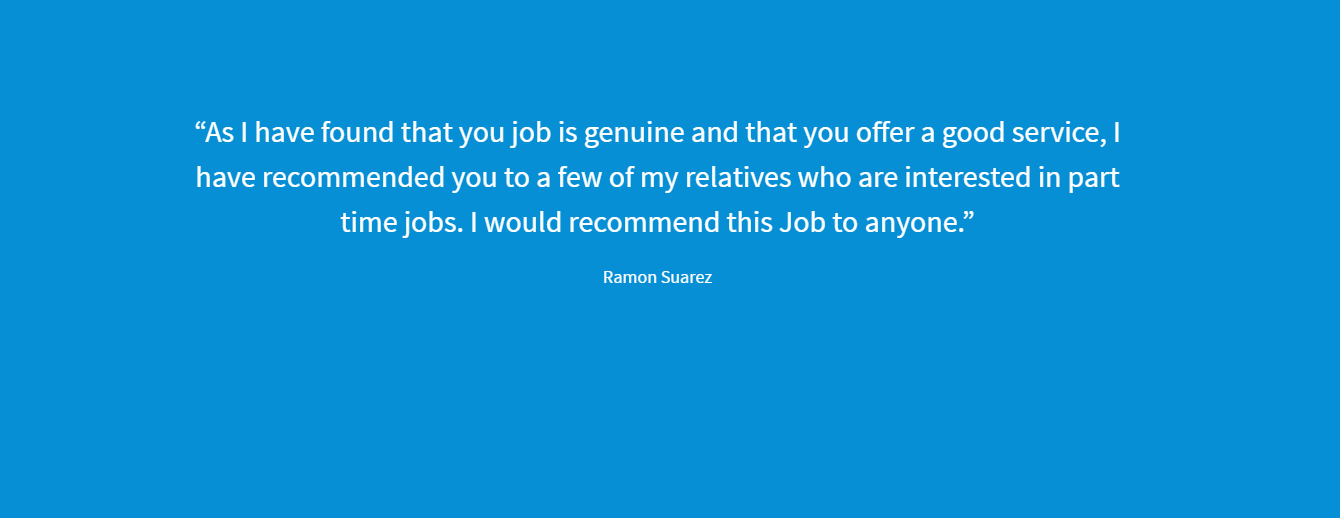 “As I have found that you job is genuine and that you offer a good service, I
have recommended you to a few of my relatives who are interested in part
time jobs. I would recommend this Job to anyone.”
Ramon Suarez